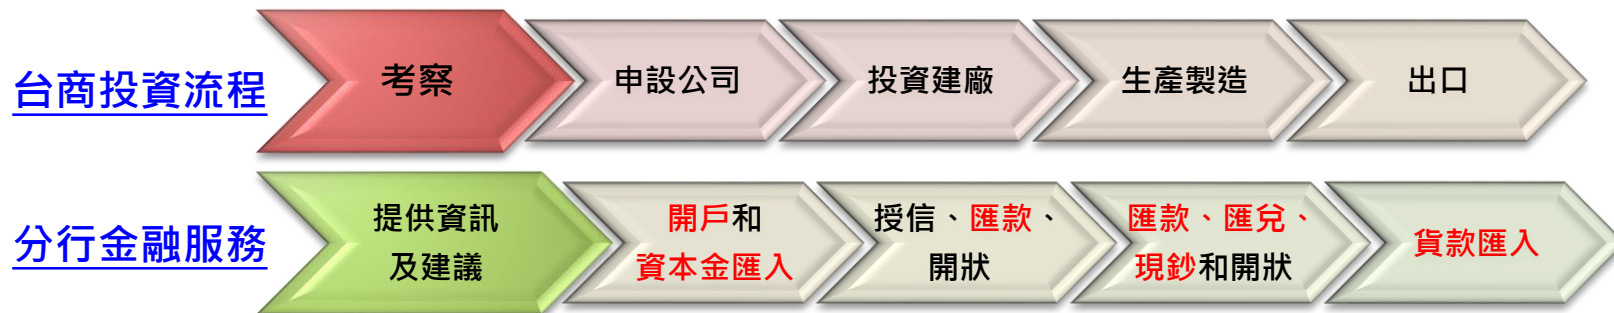 台商投資流程
考察
申設公司
投資建廠
生產製造
出口
分行金融服務
提供資訊
及建議
開戶和
資本金匯入
授信、匯款、
開狀
匯款、匯兌、
現鈔和開狀
貨款匯入